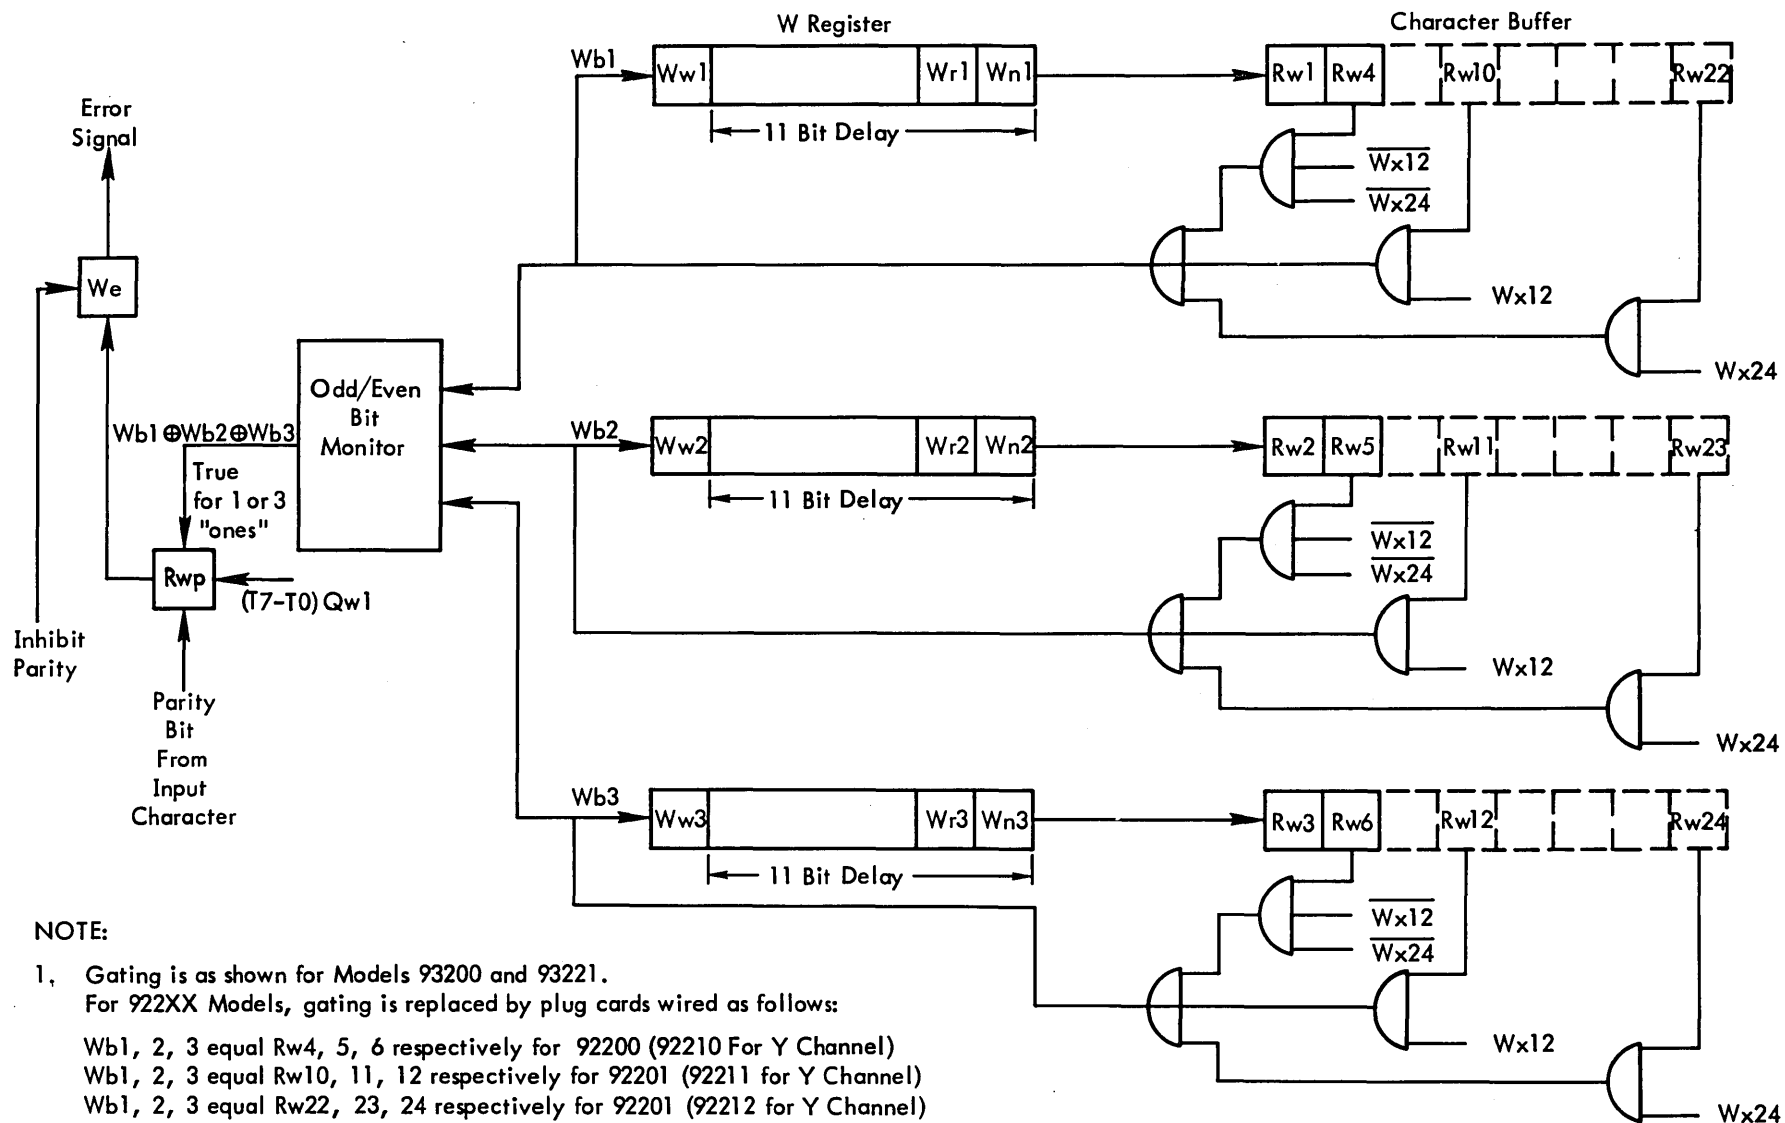 W Register
Character Buffer
Wb1
Ww1
Wr1
Wn1
Rw1
Rw4
Rw10
Rw22
11 Bit Delay
Wx12
Wx24
Wx12
Wx24
Error
Signal
We
Odd/Even
Bit
Monitor
Wb1⊕Wb2⊕Wb3
True
for 1 or 3
"ones"
Rwp
(T7-T0) Qw1
Inhibit
Parity
Parity
Bit
From
Input
Character
Wb2
Ww2
Wr2
Wn2
Rw2
Rw5
Rw11
Rw23
11 Bit Delay
Wx12
Wx24
Wx12
Wx24
Wb3
Ww3
Wr3
Wn3
Rw3
Rw6
Rw12
Rw24
11 Bit Delay
Wx12
Wx24
Wx12
Wx24
NOTE:
1. Gating is as shown for Models 93200 and 93221.
For 922XX Models, gating is replaced by plug cards wired as follows:
Wb1, 2, 3 equal Rw4, 5, 6 respectively for 92200 (92210 For Y Channel)
Wb1, 2, 3 equal Rw10, 11, 12 respectively for 92201 (92211 for Y Channel)
Wb1, 2, 3 equal Rw22, 23, 24 respectively for 92201 (92212 for Y Channel)